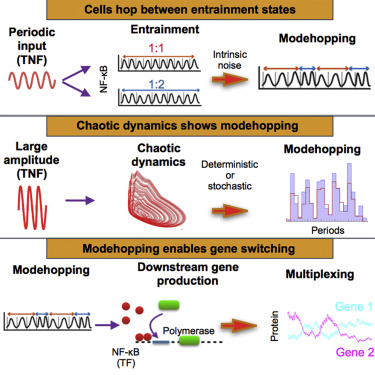 Cells hop between entrainment states
Periodic
input
(TNF)
Entrainment
NF-κB
1:1
1:2
Intrinsic
noise
Modehopping
Chaotic dynamics shows modehopping
Large
amplitude
(TNF)
Chaotic
dynamics
Deterministic
or
stochastic
Modehopping
Periods
Modehopping enables gene switching
Modehopping
Downstream gene
production
Polymerase
NF-κB
(TF)
Multiplexing
Protein
Gene 1
Gene 2